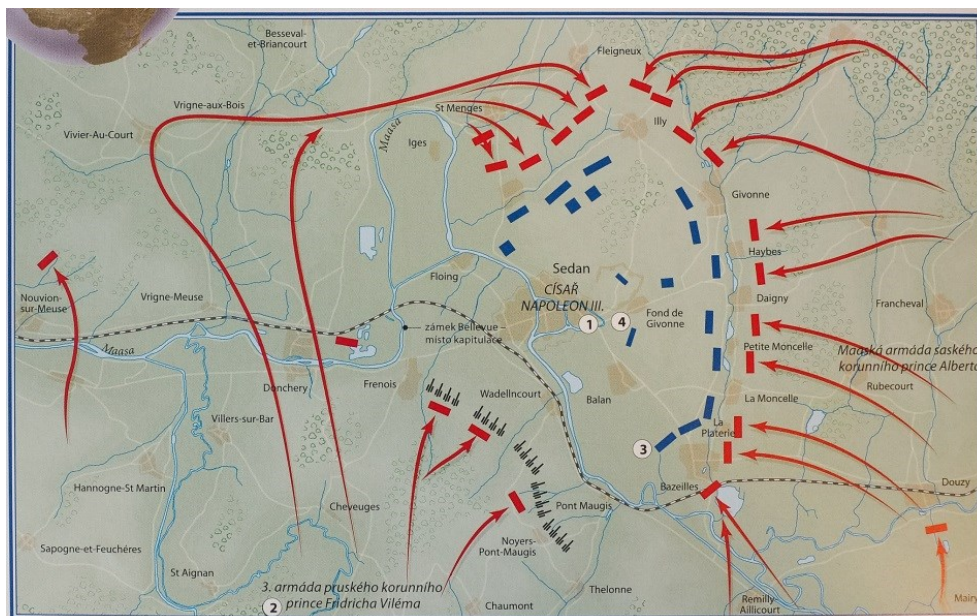 Besseval-
et-Briancourt
Fleigneux
Vrigne-aux-Bois
St Menges
Vivier-Au-Court
Maasa
Iges
Illy
Givonne
Haybes
Floing
Sedan
CÍSAŘ
NAPOLEON III.
Daigny
Francheval
Nouvion-
sur-Meuse
Vrigne-Meuse
1
4
Fond de
Givonne
zámek Bellevue –
místo kapitulace
Petite Moncelle
Maaská armáda saského
korunního prince Alberta
Maasa
Donchery
Frenois
Wadellncourt
Balan
Rubecourt
La Moncelle
Villers-sur-Bar
La
Platerie
3
Hannogne-St Martin
Bazeilles
Douzy
Cheveuges
Pont Maugis
Sapogne-et-Feuchéres
Noyers-
Pont-Maugis
St Aignan
3. armáda pruského korunního
2 prince Fridricha Viléma
Chaumont
Thelonne
Remilly
Aillicourt
Mairy